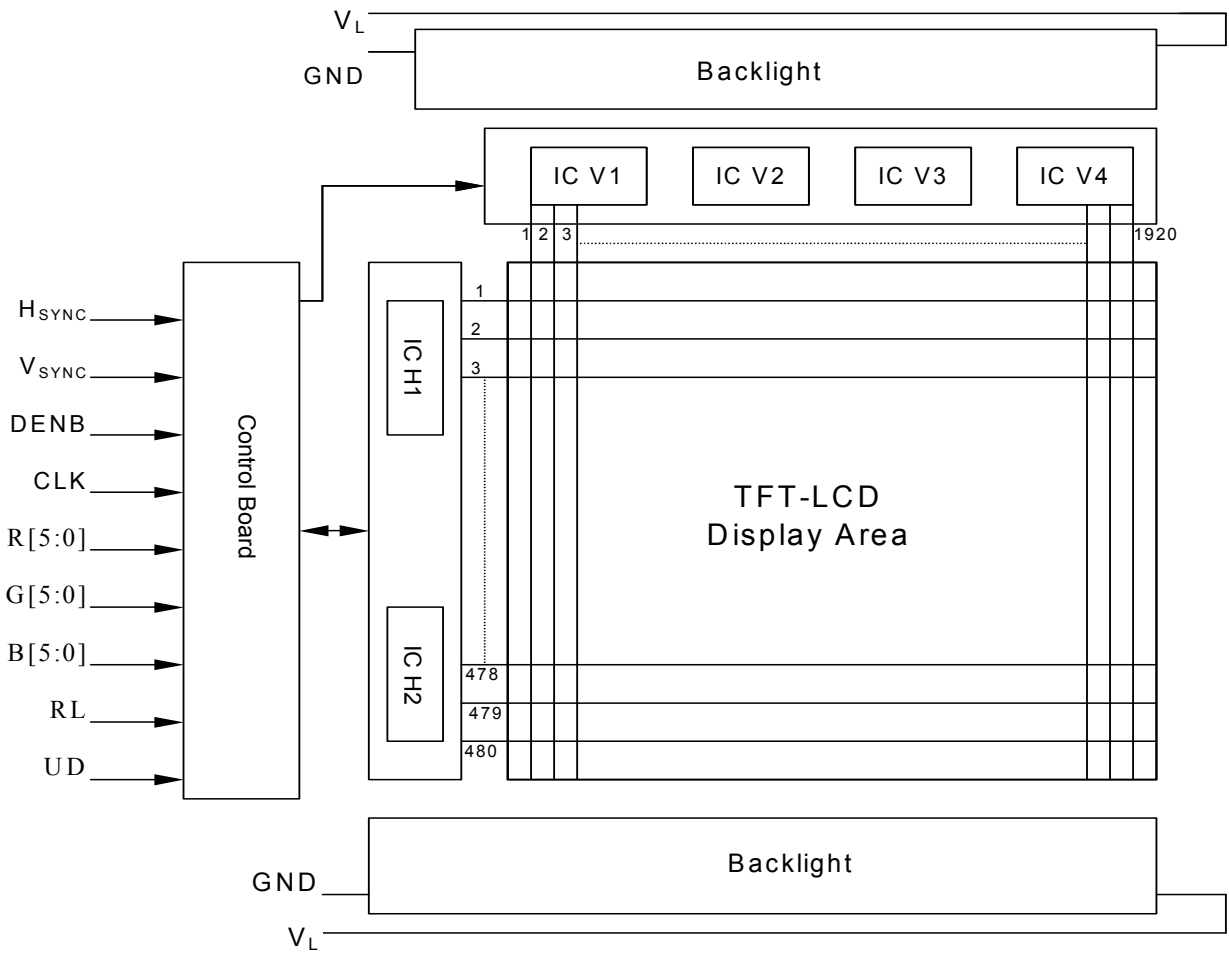 VL
GND
Backlight
IC V1
IC V2
IC V3
IC V4
1
2
3
1920
HSYNC
VSYNC
DENB
CLK
R[5:0]
G[5:0]
B[5:0]
RL
UD
Control Board
IC H1
IC H2
1
2
3
478
479
480
TFT-LCD
Display Area
Backlight
GND
VL